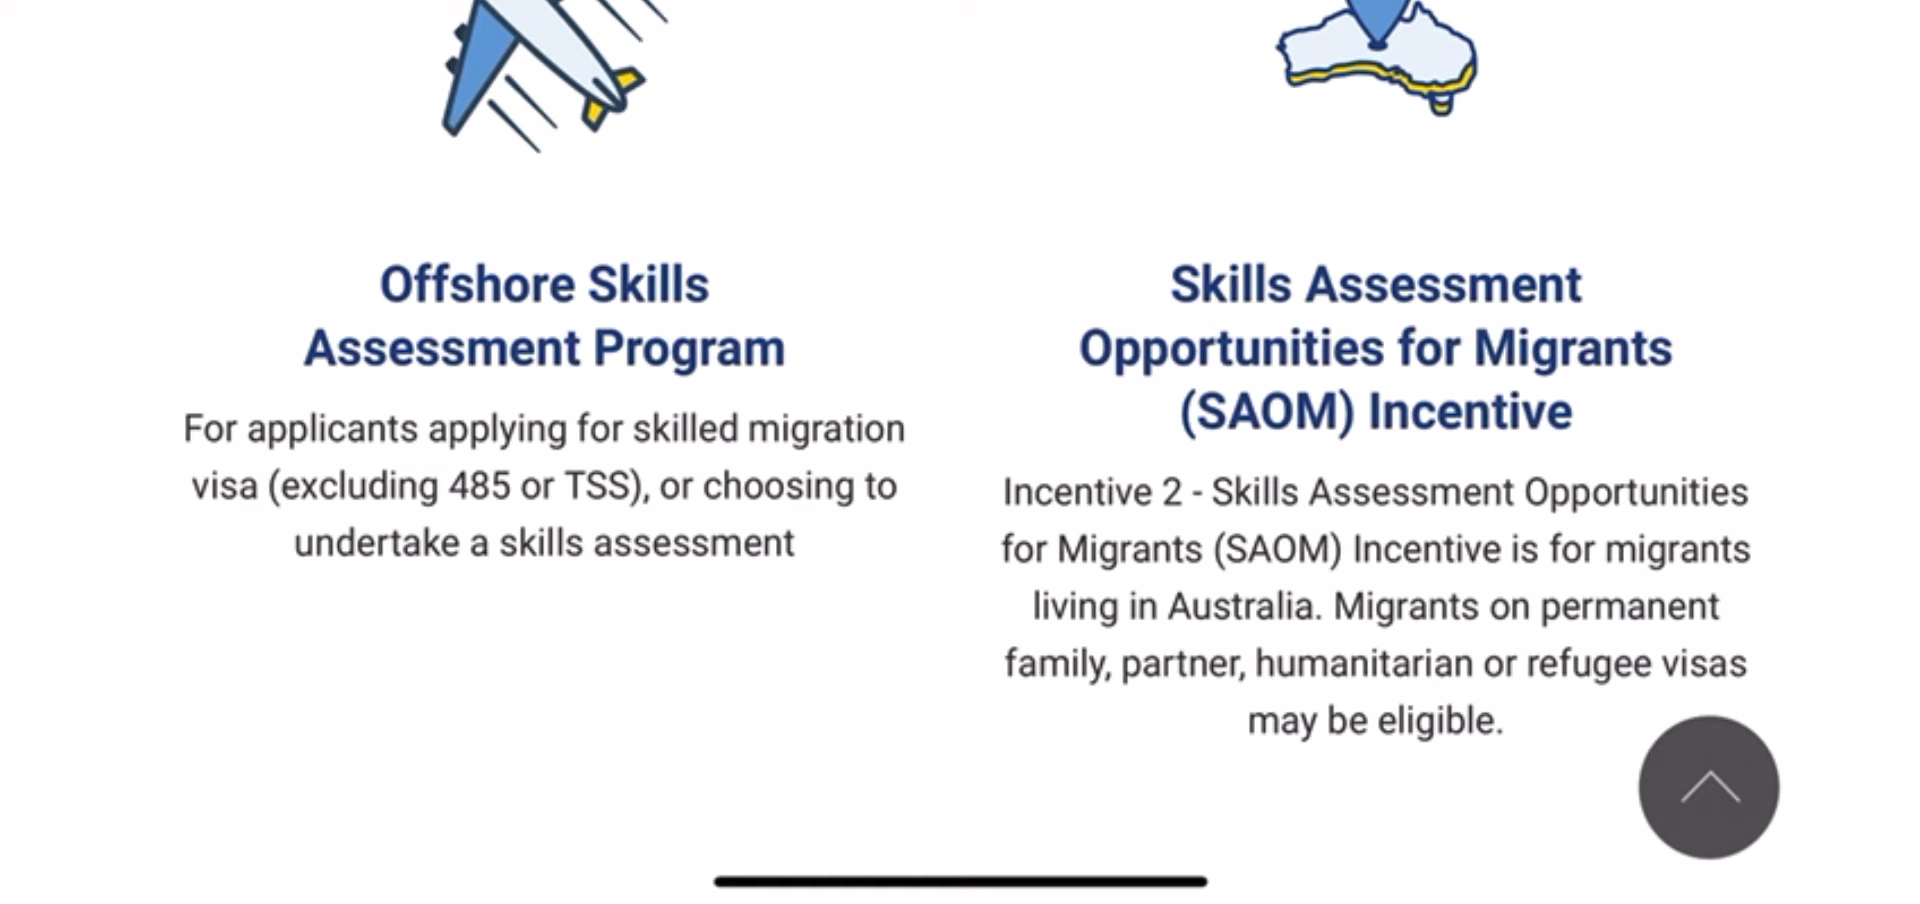 Offshore Skills
Assessment Program
For applicants applying for skilled migration
visa (excluding 485 or TSS), or choosing to
undertake a skills assessment
Skills Assessment
Opportunities for Migrants
(SAOM) Incentive
Incentive 2 - Skills Assessment Opportunities
for Migrants (SAOM) Incentive is for migrants
living in Australia. Migrants on permanent
family, partner, humanitarian or refugee visas
may be eligible.